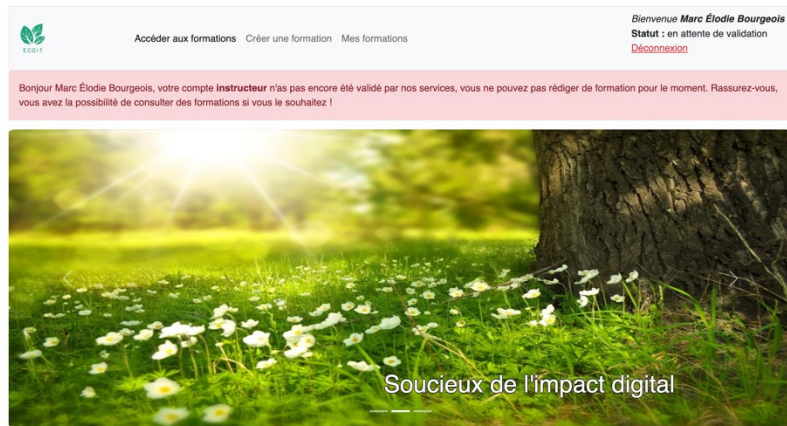 ECOIT
Accéder aux formations Créer une formation Mes formations
Bienvenue Marc Élodie Bourgeois
Statut : en attente de validation
Déconnexion
Bonjour Marc Élodie Bourgeois, votre compte instructeur n'as pas encore été validé par nos services, vous ne pouvez pas rédiger de formation pour le moment. Rassurez-vous,
vous avez la possibilité de consulter des formations si vous le souhaitez !
Soucieux de l'impact digital